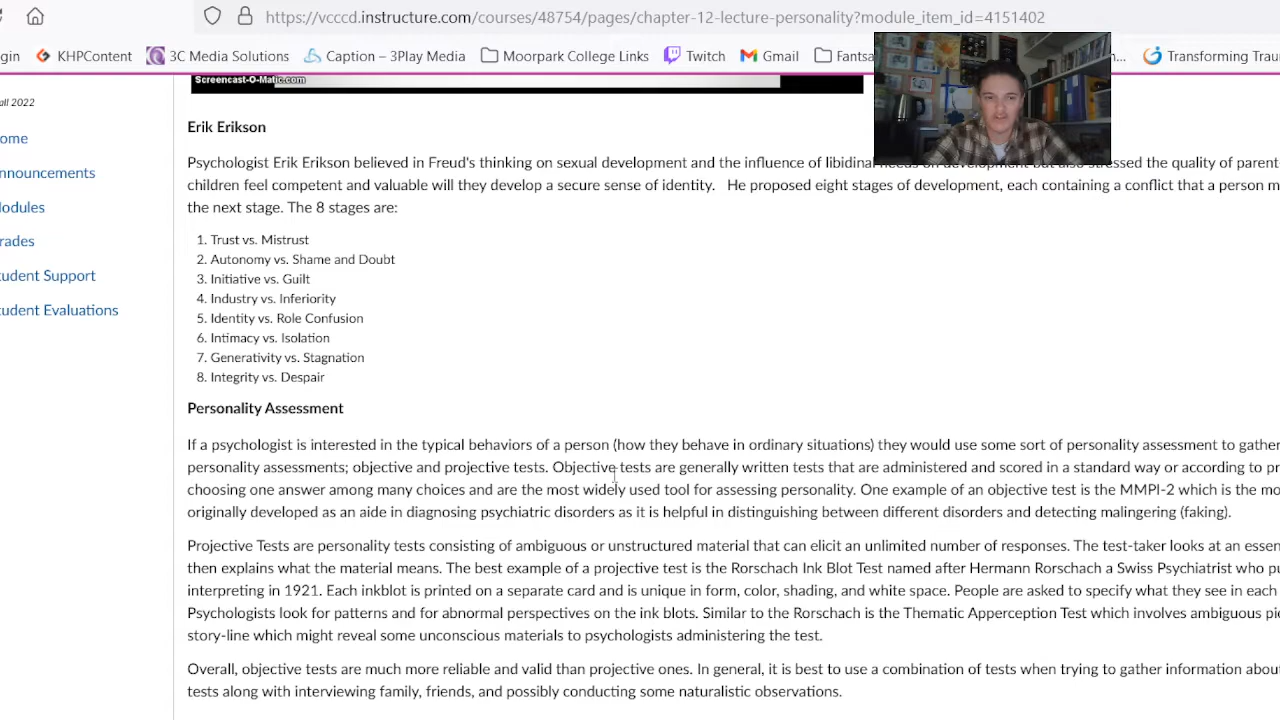 https://vcccd.instructure.com/courses/48754/pages/chapter-12-lecture-personality?module_item_id=4151402
gin KHPContent 3C Media Solutions Caption – 3Play Media Moorpark College Links Twitch Gmail Fantas n... Transforming Trau
Screencast-O-Matic.com
all 2022
ome
nnouncements
odules
rades
tudent Support
tudent Evaluations
Erik Erikson
Psychologist Erik Erikson believed in Freud's thinking on sexual development and the influence of libidinal needs on development but also stressed the quality of parent-
children feel competent and valuable will they develop a secure sense of identity. He proposed eight stages of development, each containing a conflict that a person m
the next stage. The 8 stages are:
1. Trust vs. Mistrust
2. Autonomy vs. Shame and Doubt
3. Initiative vs. Guilt
4. Industry vs. Inferiority
5. Identity vs. Role Confusion
6. Intimacy vs. Isolation
7. Generativity vs. Stagnation
8. Integrity vs. Despair
Personality Assessment
If a psychologist is interested in the typical behaviors of a person (how they behave in ordinary situations) they would use some sort of personality assessment to gather
personality assessments; objective and projective tests. Objective tests are generally written tests that are administered and scored in a standard way or according to pr
choosing one answer among many choices and are the most widely used tool for assessing personality. One example of an objective test is the MMPI-2 which is the mo
originally developed as an aide in diagnosing psychiatric disorders as it is helpful in distinguishing between different disorders and detecting malingering (faking).
Projective Tests are personality tests consisting of ambiguous or unstructured material that can elicit an unlimited number of responses. The test-taker looks at an essen
then explains what the material means. The best example of a projective test is the Rorschach Ink Blot Test named after Hermann Rorschach a Swiss Psychiatrist who pu
interpreting in 1921. Each inkblot is printed on a separate card and is unique in form, color, shading, and white space. People are asked to specify what they see in each
Psychologists look for patterns and for abnormal perspectives on the ink blots. Similar to the Rorschach is the Thematic Apperception Test which involves ambiguous pi
story-line which might reveal some unconscious materials to psychologists administering the test.
Overall, objective tests are much more reliable and valid than projective ones. In general, it is best to use a combination of tests when trying to gather information abou
tests along with interviewing family, friends, and possibly conducting some naturalistic observations.